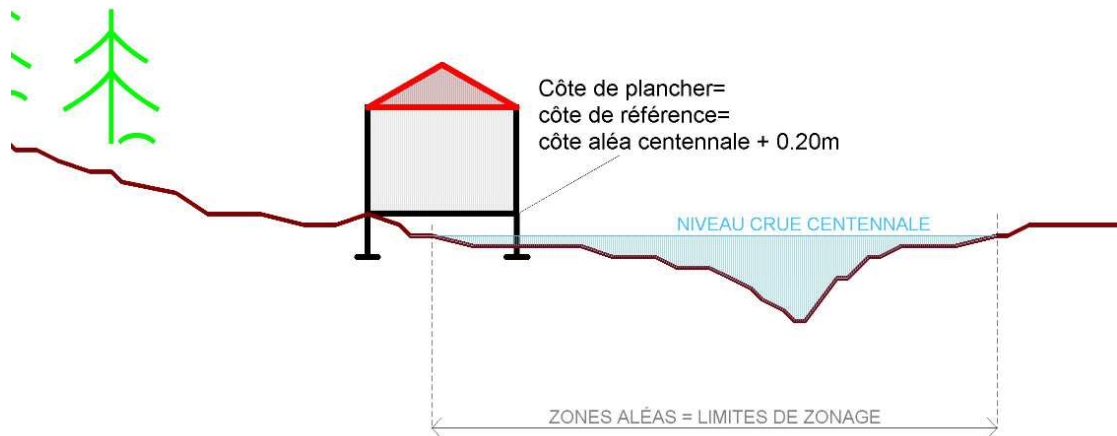 Côte de plancher=
côte de référence=
côte aléa centennale + 0.20m
NIVEAU CRUE CENTENNALE
ZONES ALÉAS = LIMITES DE ZONAGE